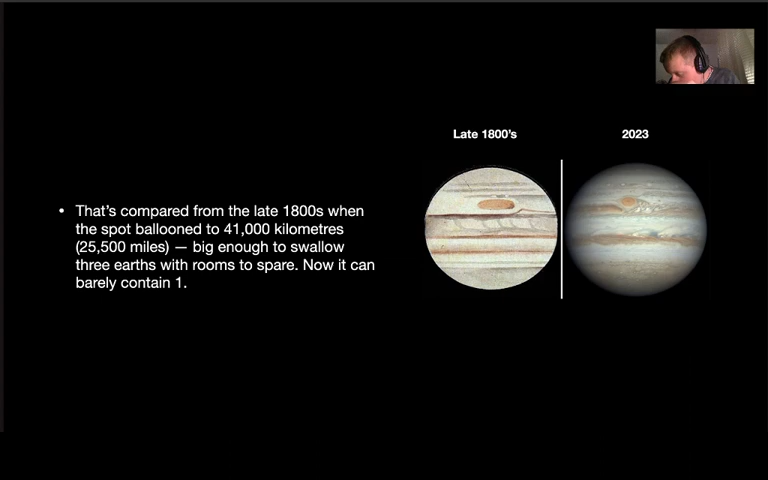 Late 1800's
2023
• That's compared from the late 1800s when
the spot ballooned to 41,000 kilometres
(25,500 miles) — big enough to swallow
three earths with rooms to spare. Now it can
barely contain 1.